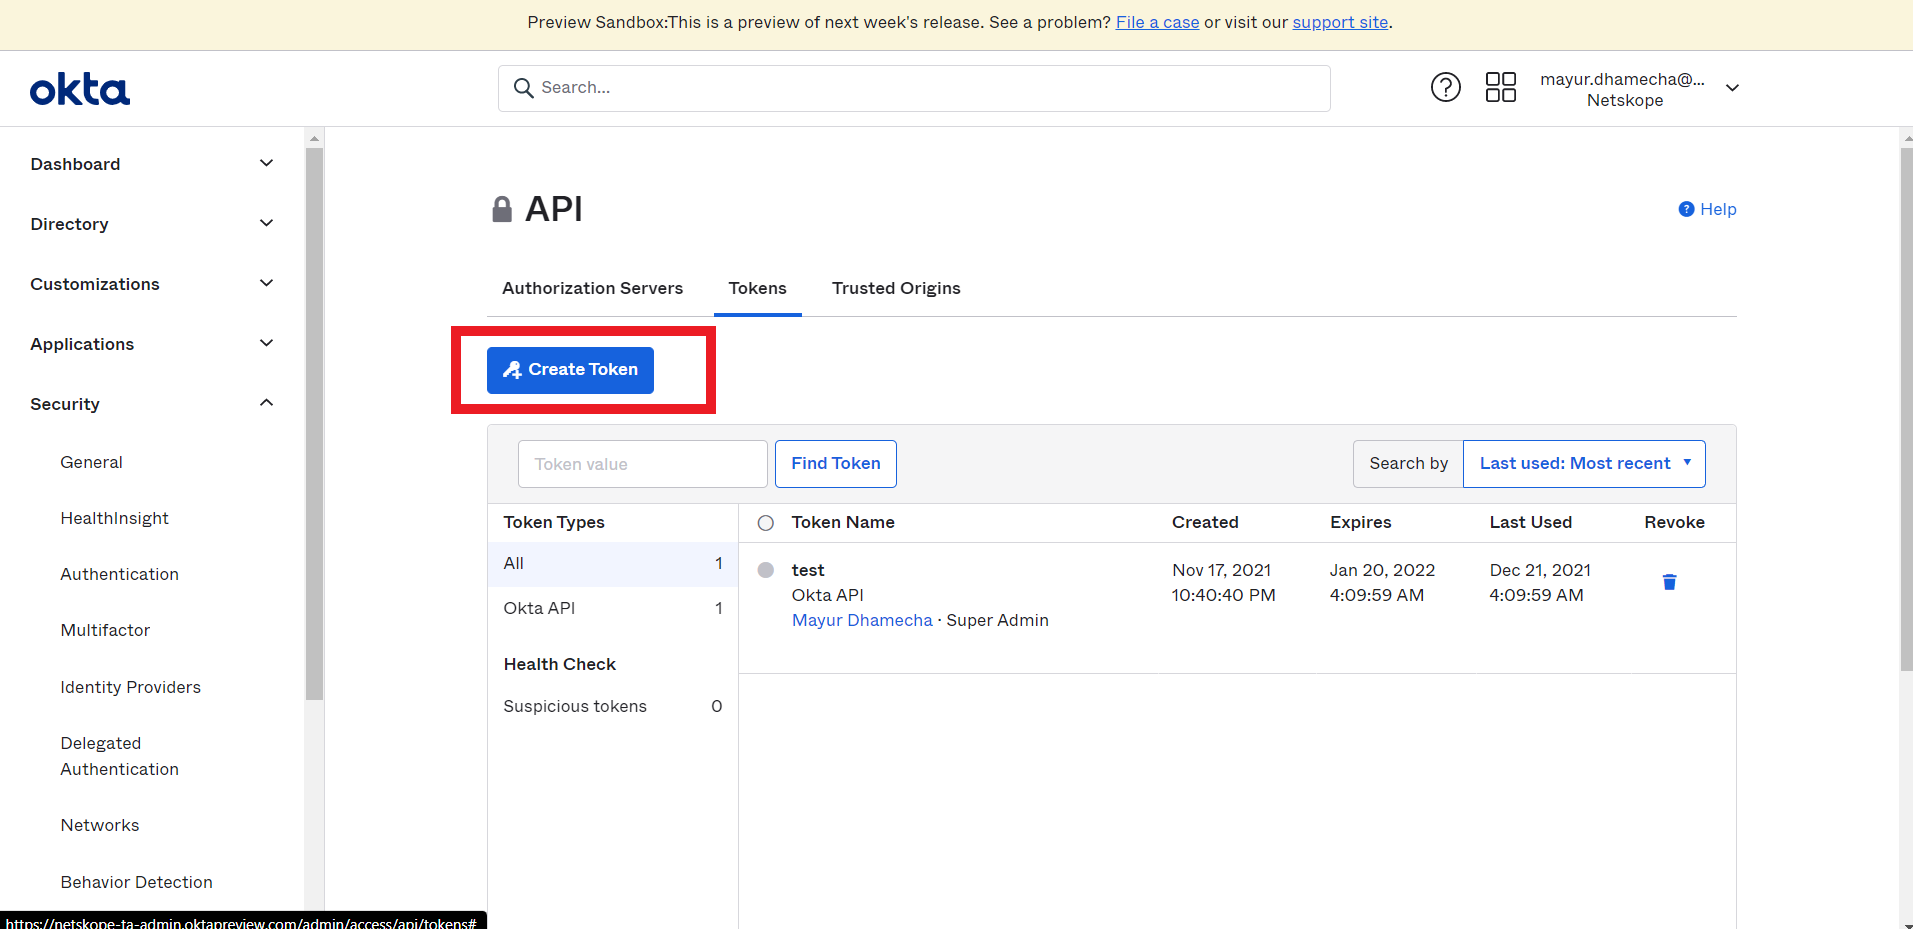 Preview Sandbox:This is a preview of next week's release. See a problem? File a case or visit our support site.
okta
Search...
?
mayur.dhamecha@...
Netskope
Dashboard
Directory
Customizations
Applications
Security
General
HealthInsight
Authentication
Multifactor
Identity Providers
Delegated
Authentication
Networks
Behavior Detection
API
? Help
Authorization Servers Tokens Trusted Origins
Create Token
Token value Find Token Search by Last used: Most recent
Token Types
All 1
Okta API 1
Health Check
Suspicious tokens 0
Token Name Created Expires Last Used Revoke
test Nov 17, 2021 Jan 20, 2022 Dec 21, 2021
Okta API 10:40:40 PM 4:09:59 AM 4:09:59 AM
Mayur Dhamecha · Super Admin
https://netskope-ta-admin.oktapreview.com/admin/access/api/tokens#